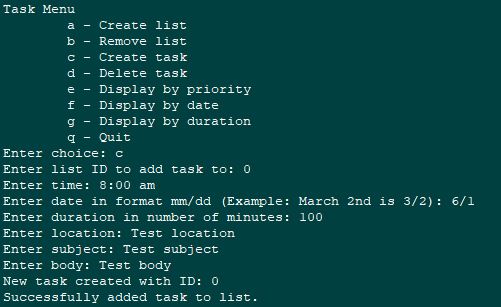 Task Menu
a - Create list
b - Remove list
c - Create task
d - Delete task
e - Display by priority
f - Display by date
g - Display by duration
q - Quit
Enter choice: c
Enter list ID to add task to: 0
Enter time: 8:00 am
Enter date in format mm/dd (Example: March 2nd is 3/2): 6/1
Enter duration in number of minutes: 100
Enter location: Test location
Enter subject: Test subject
Enter body: Test body
New task created with ID: 0
Successfully added task to list.